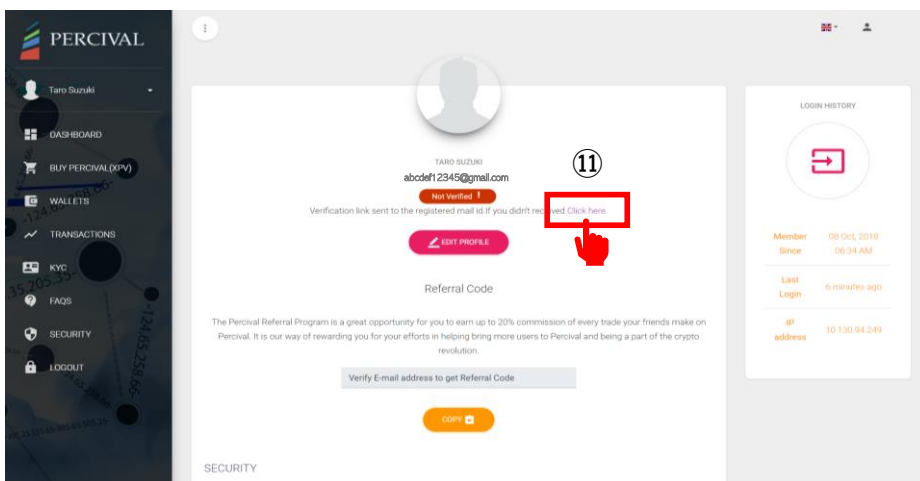 PERCIVAL
Taro Suzuki
DASHBOARD
BUY PERCIVAL(XPV)
WALLETS
TRANSACTIONS
KYC
FAQS
SECURITY
LOGOUT
TARO SUZUKI
abcdef12345@gmail.com
Not Verified !
Verification link sent to the registered mail id.If you didn't received Click here
⑪
EDIT PROFILE
Referral Code
The Percival Referral Program is a great opportunity for you to earn up to 20% commission of every trade your friends make on
Percival. It is our way of rewarding you for your efforts in helping bring more users to Percival and being a part of the crypto
revolution.
Verify E-mail address to get Referral Code
COPY
SECURITY
LOGIN HISTORY
Member
Since
08 Oct, 2018
06:34 AM
Last
Login
6 minutes ago
IP
address
10.130.94.249